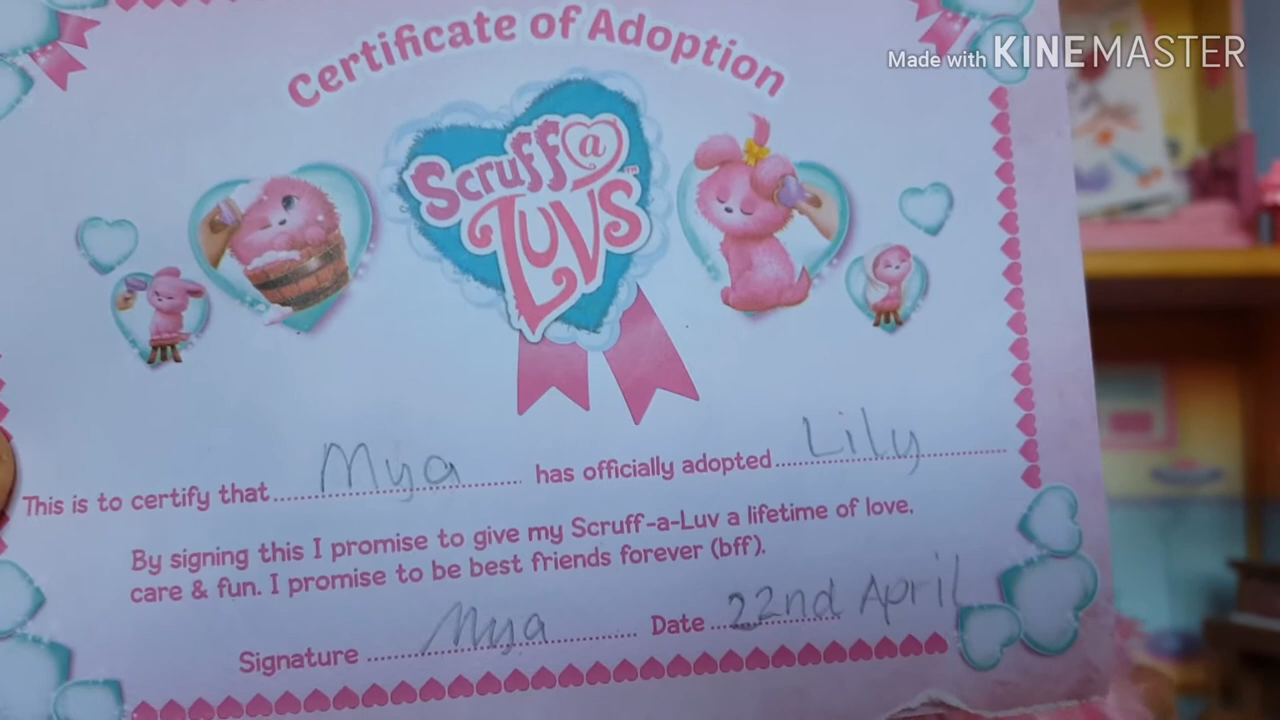 Made with KINEMASTER
Certificate of Adoption
Scruff a
LUVS™
This is to certify that Mya has officially adopted Lily
By signing this I promise to give my Scruff-a-Luv a lifetime of love,
care & fun. I promise to be best friends forever (bff).
Signature Mya Date 22nd April